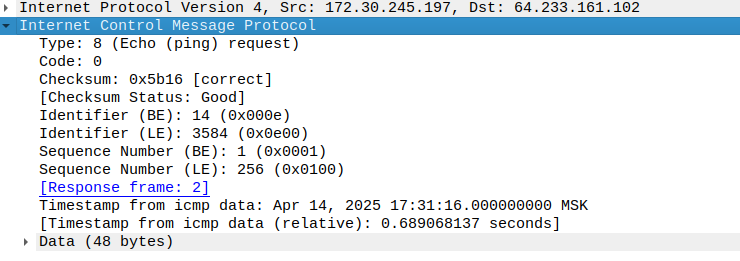 Internet Protocol Version 4, Src: 172.30.245.197, Dst: 64.233.161.102
Internet Control Message Protocol
Type: 8 (Echo (ping) request)
Code: 0
Checksum: 0x5b16 [correct]
[Checksum Status: Good]
Identifier (BE): 14 (0x000e)
Identifier (LE): 3584 (0x0e00)
Sequence Number (BE): 1 (0x0001)
Sequence Number (LE): 256 (0x0100)
[Response frame: 2]
Timestamp from icmp data: Apr 14, 2025 17:31:16.000000000 MSK
[Timestamp from icmp data (relative): 0.689068137 seconds]
Data (48 bytes)